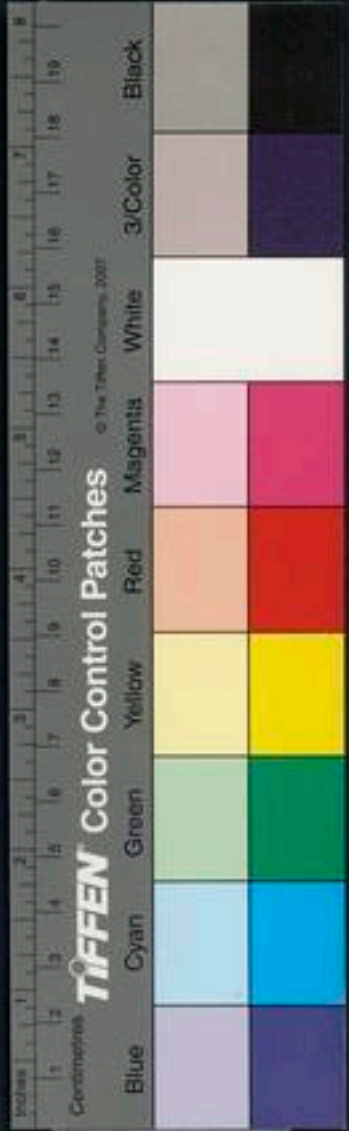 Inches 1 2 3 4 5 6 7 8
Centimetres 1 2 3 4 5 6 7 8 9 10 11 12 13 14 15 16 17 18 19
TIFFEN Color Control Patches © The Tiffen Company, 2007
Blue Cyan Green Yellow Red Magenta White 3/Color Black